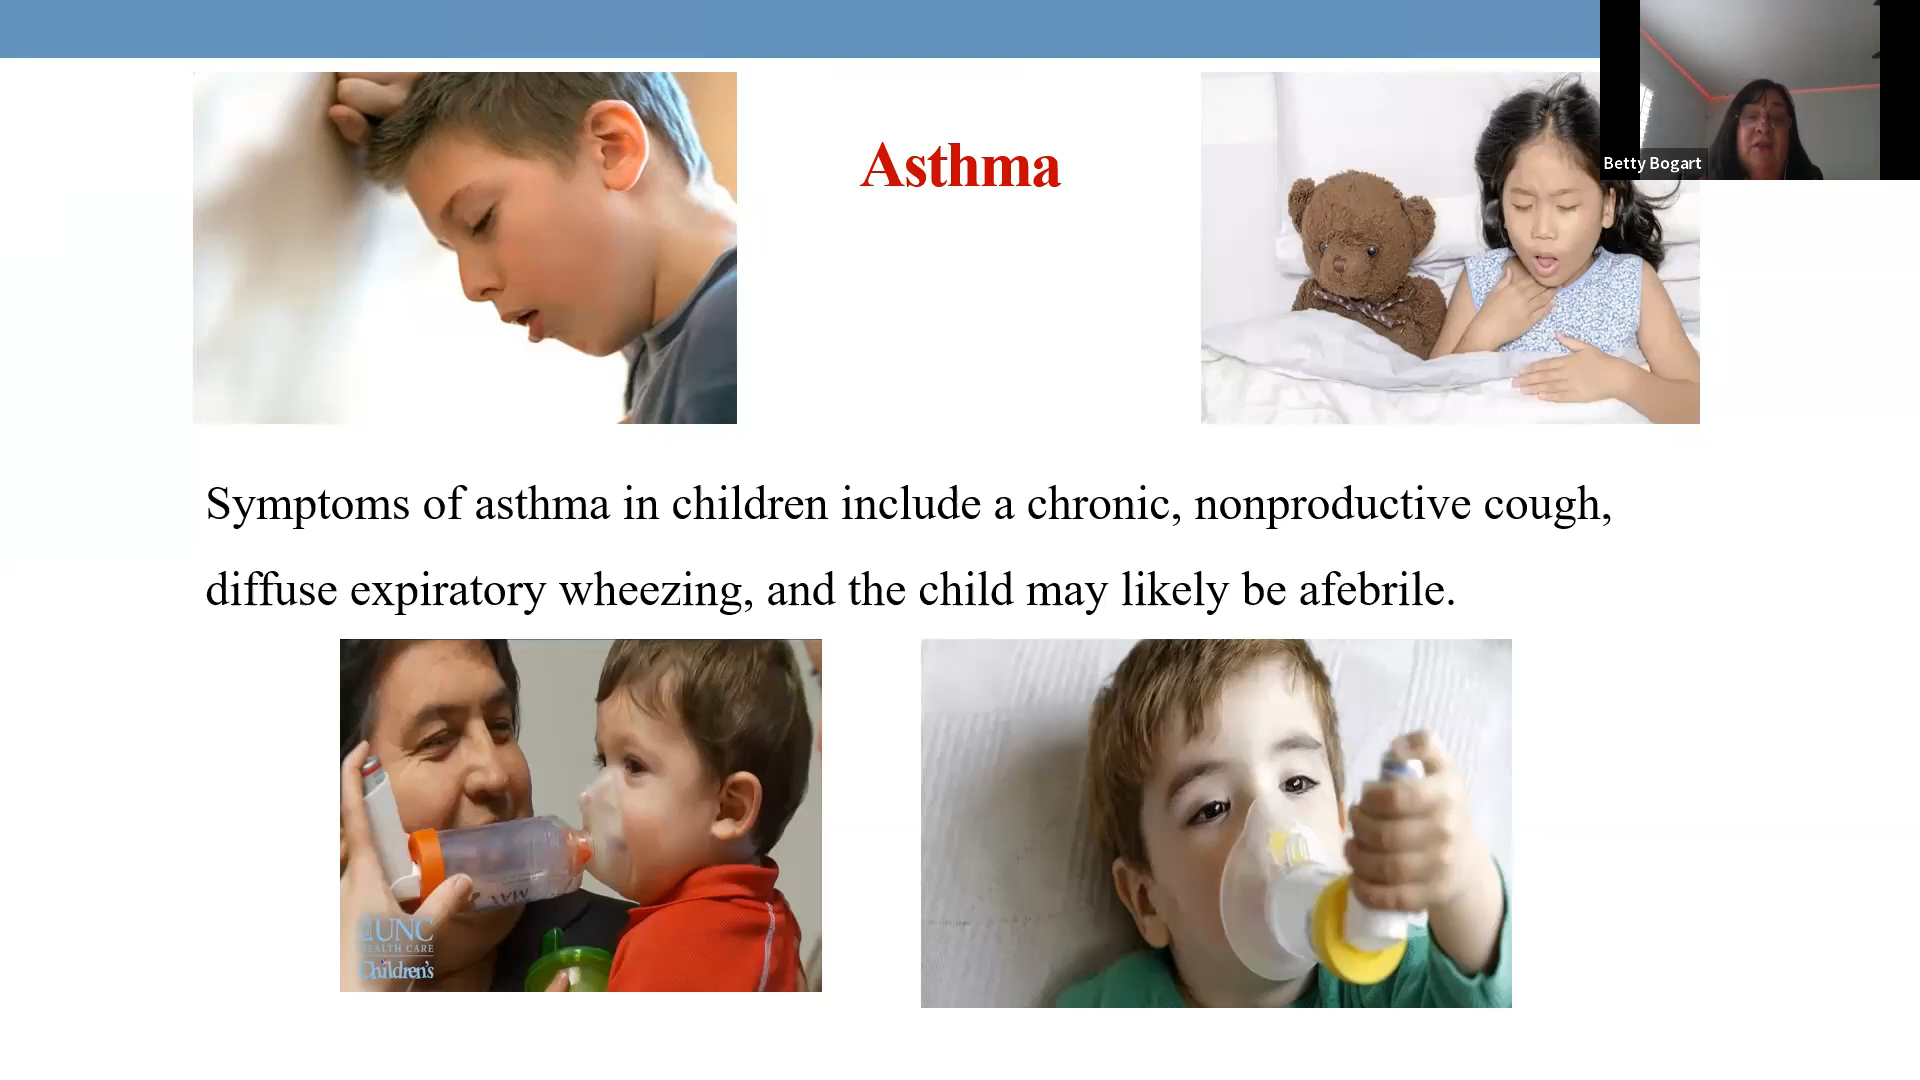 Asthma
Betty Bogart
Symptoms of asthma in children include a chronic, nonproductive cough,
diffuse expiratory wheezing, and the child may likely be afebrile.
UNC
HEALTH CARE
Children's